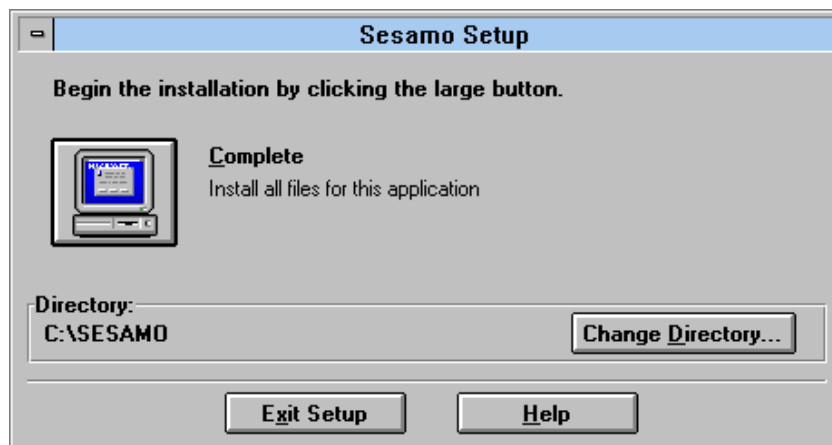 Sesamo Setup
Begin the installation by clicking the large button.
MICROSOFT
Complete
Install all files for this application
Directory:
C:\SESAMO
Change Directory...
Exit Setup
Help